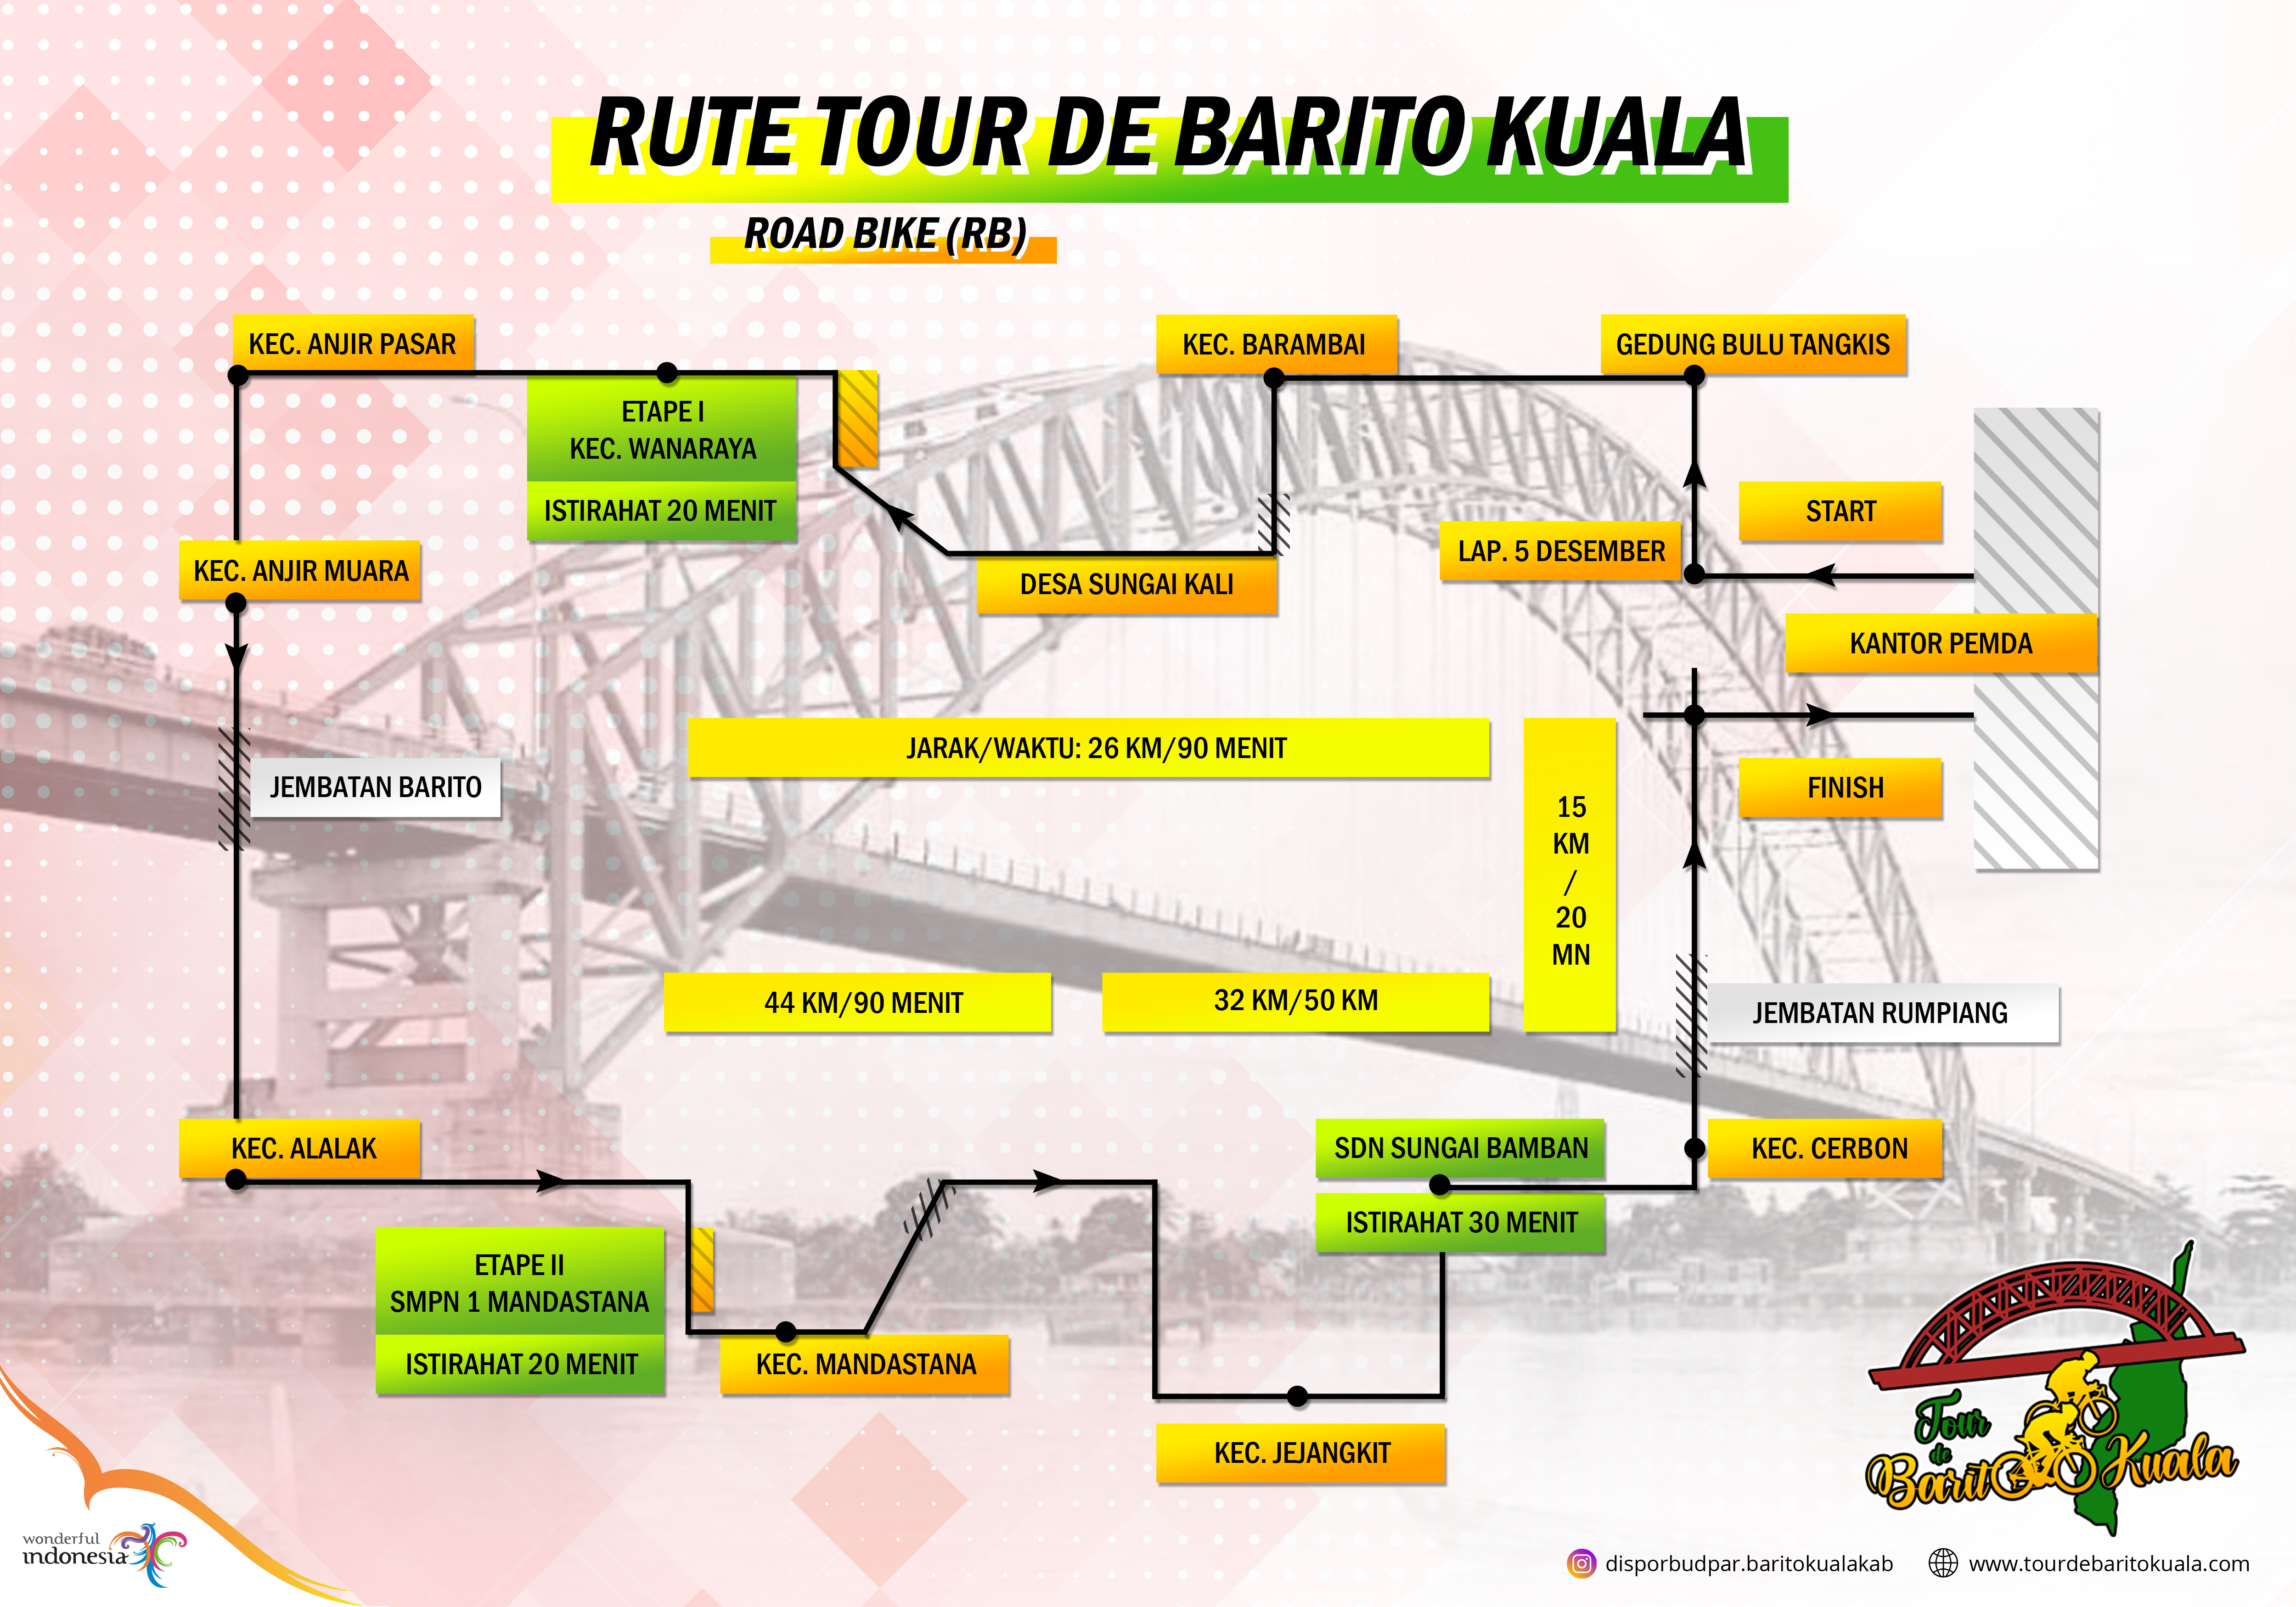 RUTE TOUR DE BARITO KUALA
ROAD BIKE (RB)
KEC. ANJIR PASAR
KEC. BARAMBAI
GEDUNG BULU TANGKIS
ETAPE I
KEC. WANARAYA
ISTIRAHAT 20 MENIT
START
LAP. 5 DESEMBER
KEC. ANJIR MUARA
DESA SUNGAI KALI
KANTOR PEMDA
JARAK/WAKTU: 26 KM/90 MENIT
JEMBATAN BARITO
FINISH
15
KM
/
20
MN
44 KM/90 MENIT
32 KM/50 KM
JEMBATAN RUMPIANG
KEC. ALALAK
SDN SUNGAI BAMBAN
KEC. CERBON
ISTIRAHAT 30 MENIT
ETAPE II
SMPN 1 MANDASTANA
ISTIRAHAT 20 MENIT
KEC. MANDASTANA
KEC. JEJANGKIT
Tour
de
Barito Kuala
wonderful
indonesia
disporbudpar.baritokualakab
www.tourdebaritokuala.com